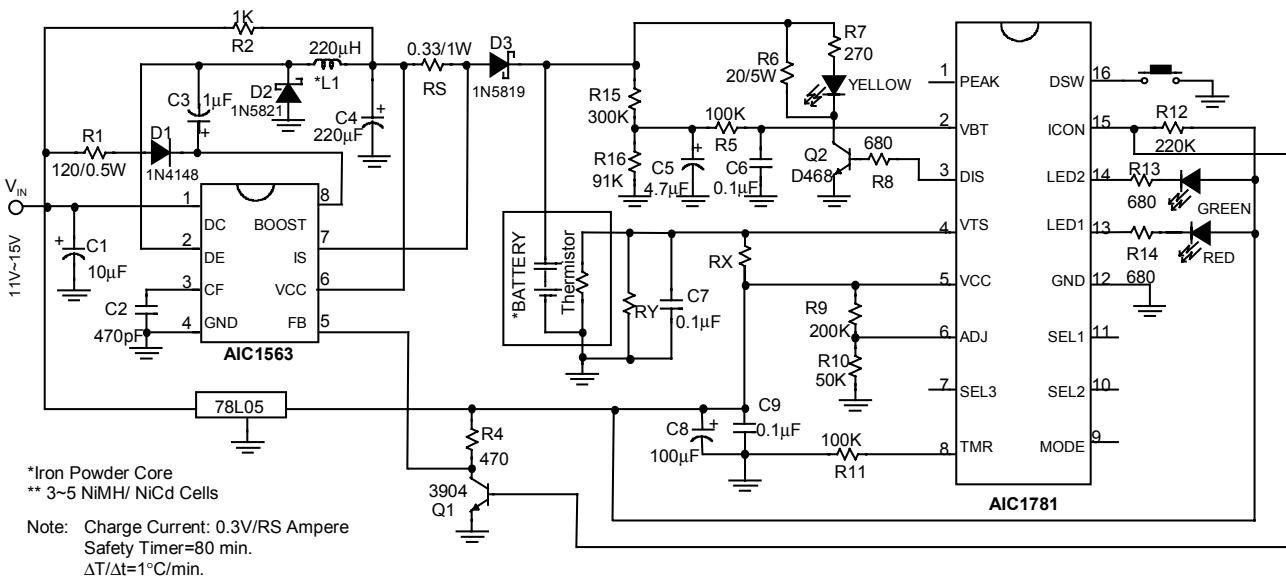 1K
R2
220μH
*L1
0.33/1W
RS
D3
1N5819
R7
270
R6
20/5W
YELLOW
C3
1μF
+
D2
1N5821
C4
220μF
+
R1
120/0.5W
D1
1N4148
R15
300K
R16
91K
C5
4.7μF
+
100K
R5
C6
0.1μF
Q2
D468
680
R8
1
PEAK
2
VBT
3
DIS
4
VTS
5
VCC
6
ADJ
7
SEL3
8
TMR
DSW
16
ICON
15
LED2
14
LED1
13
GND
12
SEL1
11
SEL2
10
MODE
9
AIC1781
R12
220K
R13
680
GREEN
R14
680
RED
VIN
11V~15V
C1
10μF
+
C2
470pF
1
DC
2
DE
3
CF
4
GND
BOOST
8
IS
7
VCC
6
FB
5
AIC1563
*BATTERY
Thermistor
RX
RY
C7
0.1μF
R9
200K
R10
50K
78L05
R4
470
3904
Q1
C8
100μF
+
C9
0.1μF
100K
R11
*Iron Powder Core
** 3~5 NiMH/ NiCd Cells
Note: Charge Current: 0.3V/RS Ampere
Safety Timer=80 min.
ΔT/Δt=1°C/min.